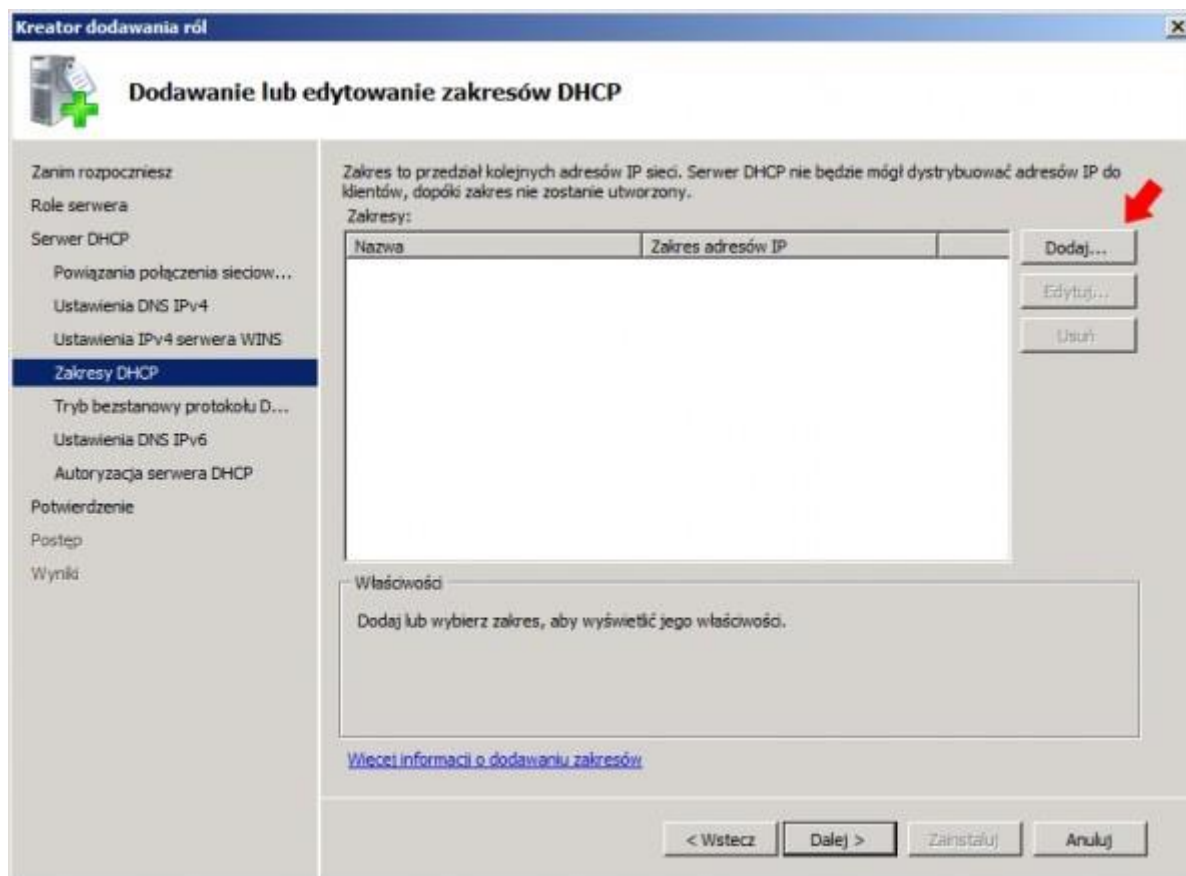 Kreator dodawania ról
Dodawanie lub edytowanie zakresów DHCP
Zanim rozpoczniesz
Role serwera
Serwer DHCP
Powiązania połączenia sieciow...
Ustawienia DNS IPv4
Ustawienia IPv4 serwera WINS
Zakresy DHCP
Tryb bezstanowy protokołu D...
Ustawienia DNS IPv6
Autoryzacja serwera DHCP
Potwierdzenie
Postęp
Wyniki
Zakres to przedział kolejnych adresów IP sieci. Serwer DHCP nie będzie mógł dystrybuować adresów IP do
klientów, dopóki zakres nie zostanie utworzony.
Zakresy:
Nazwa Zakres adresów IP
Dodaj...
Edytuj...
Usuń
Właściwości
Dodaj lub wybierz zakres, aby wyświetlić jego właściwości.
Więcej informacji o dodawaniu zakresów
< Wstecz Dalej > Zainstaluj Anuluj